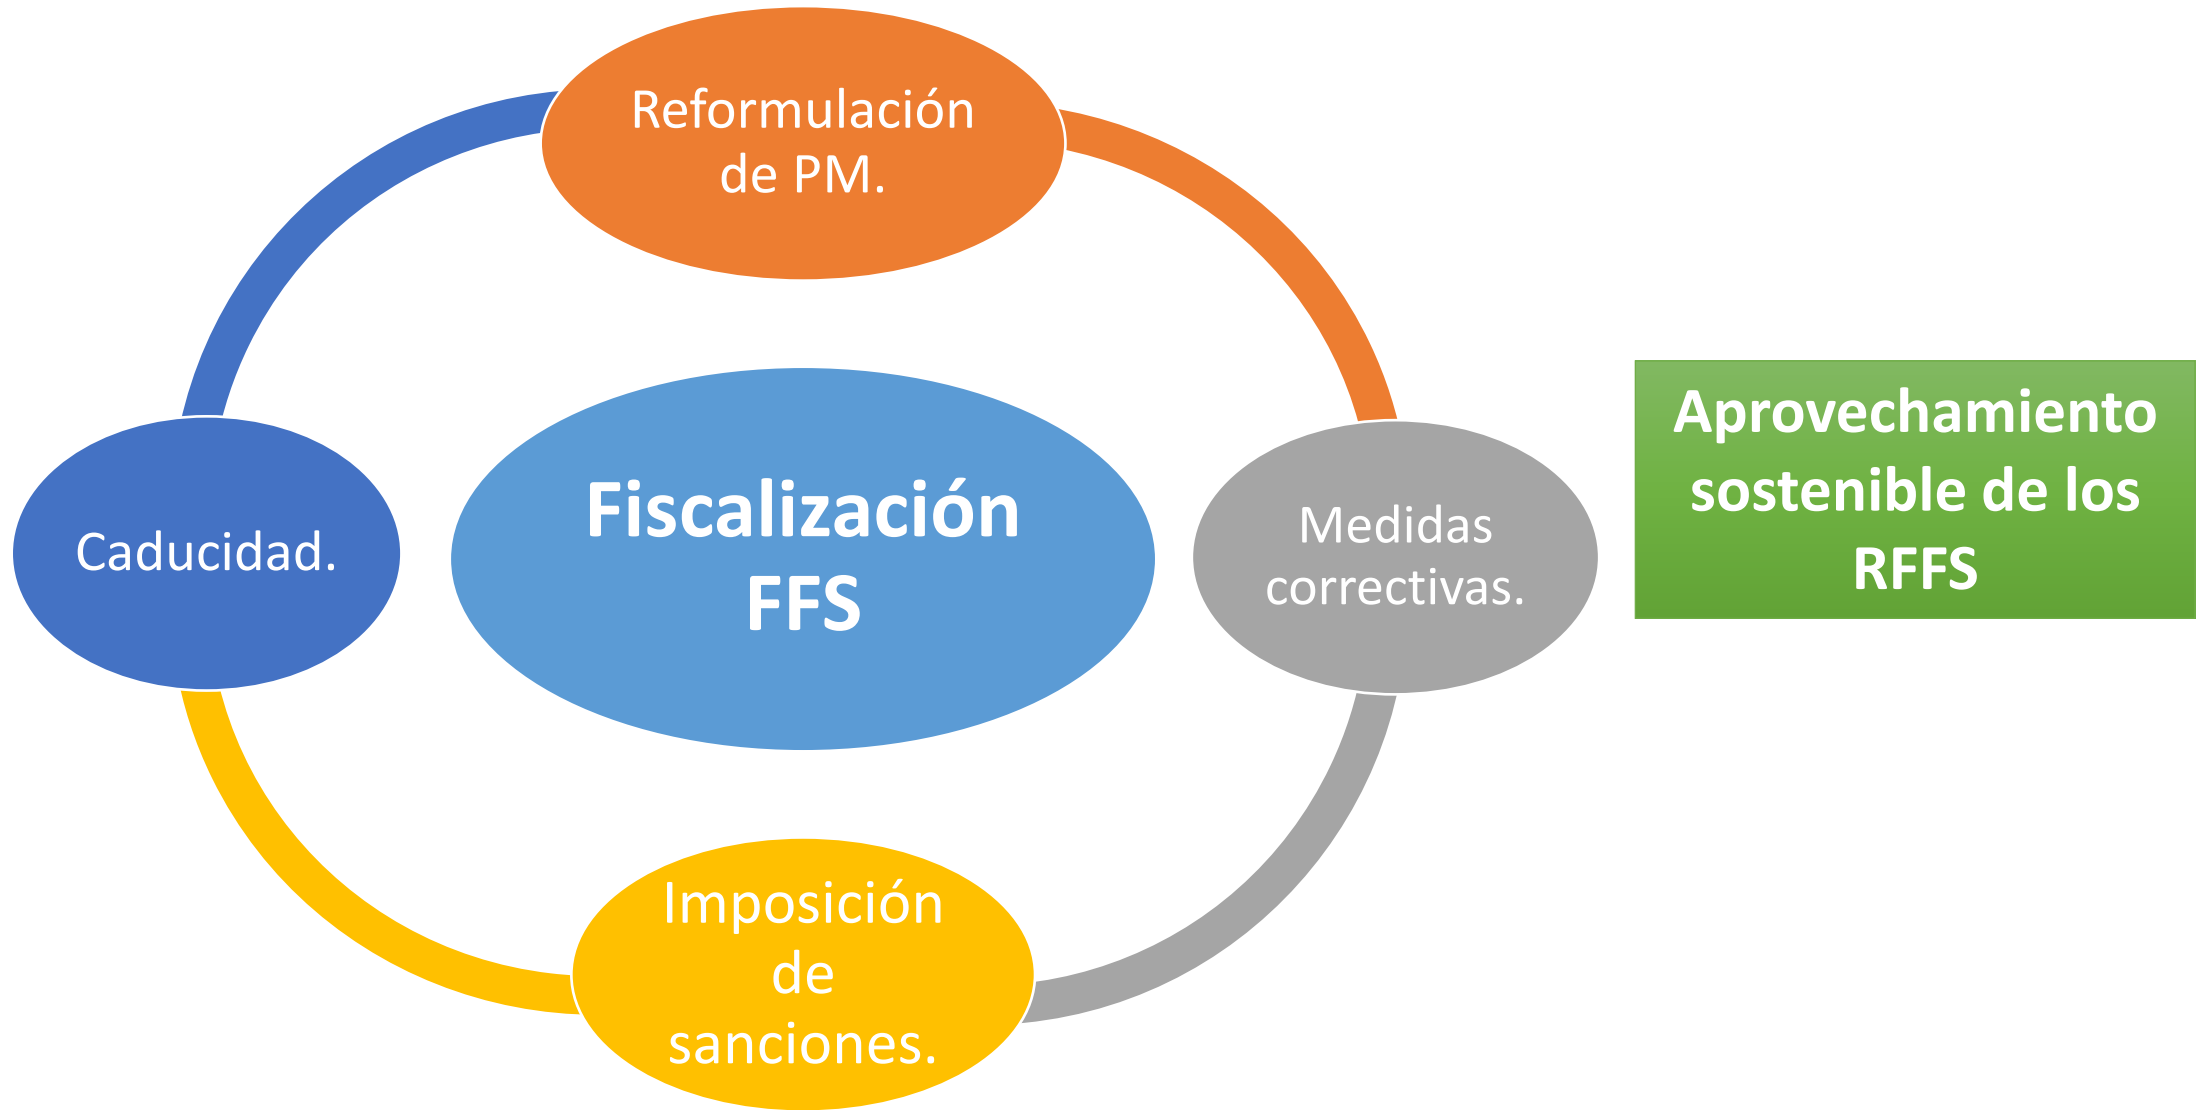 Reformulación
de PM.
Caducidad.
Fiscalización
FFS
Medidas
correctivas.
Imposición
de
sanciones.
Aprovechamiento
sostenible de los
RFFS